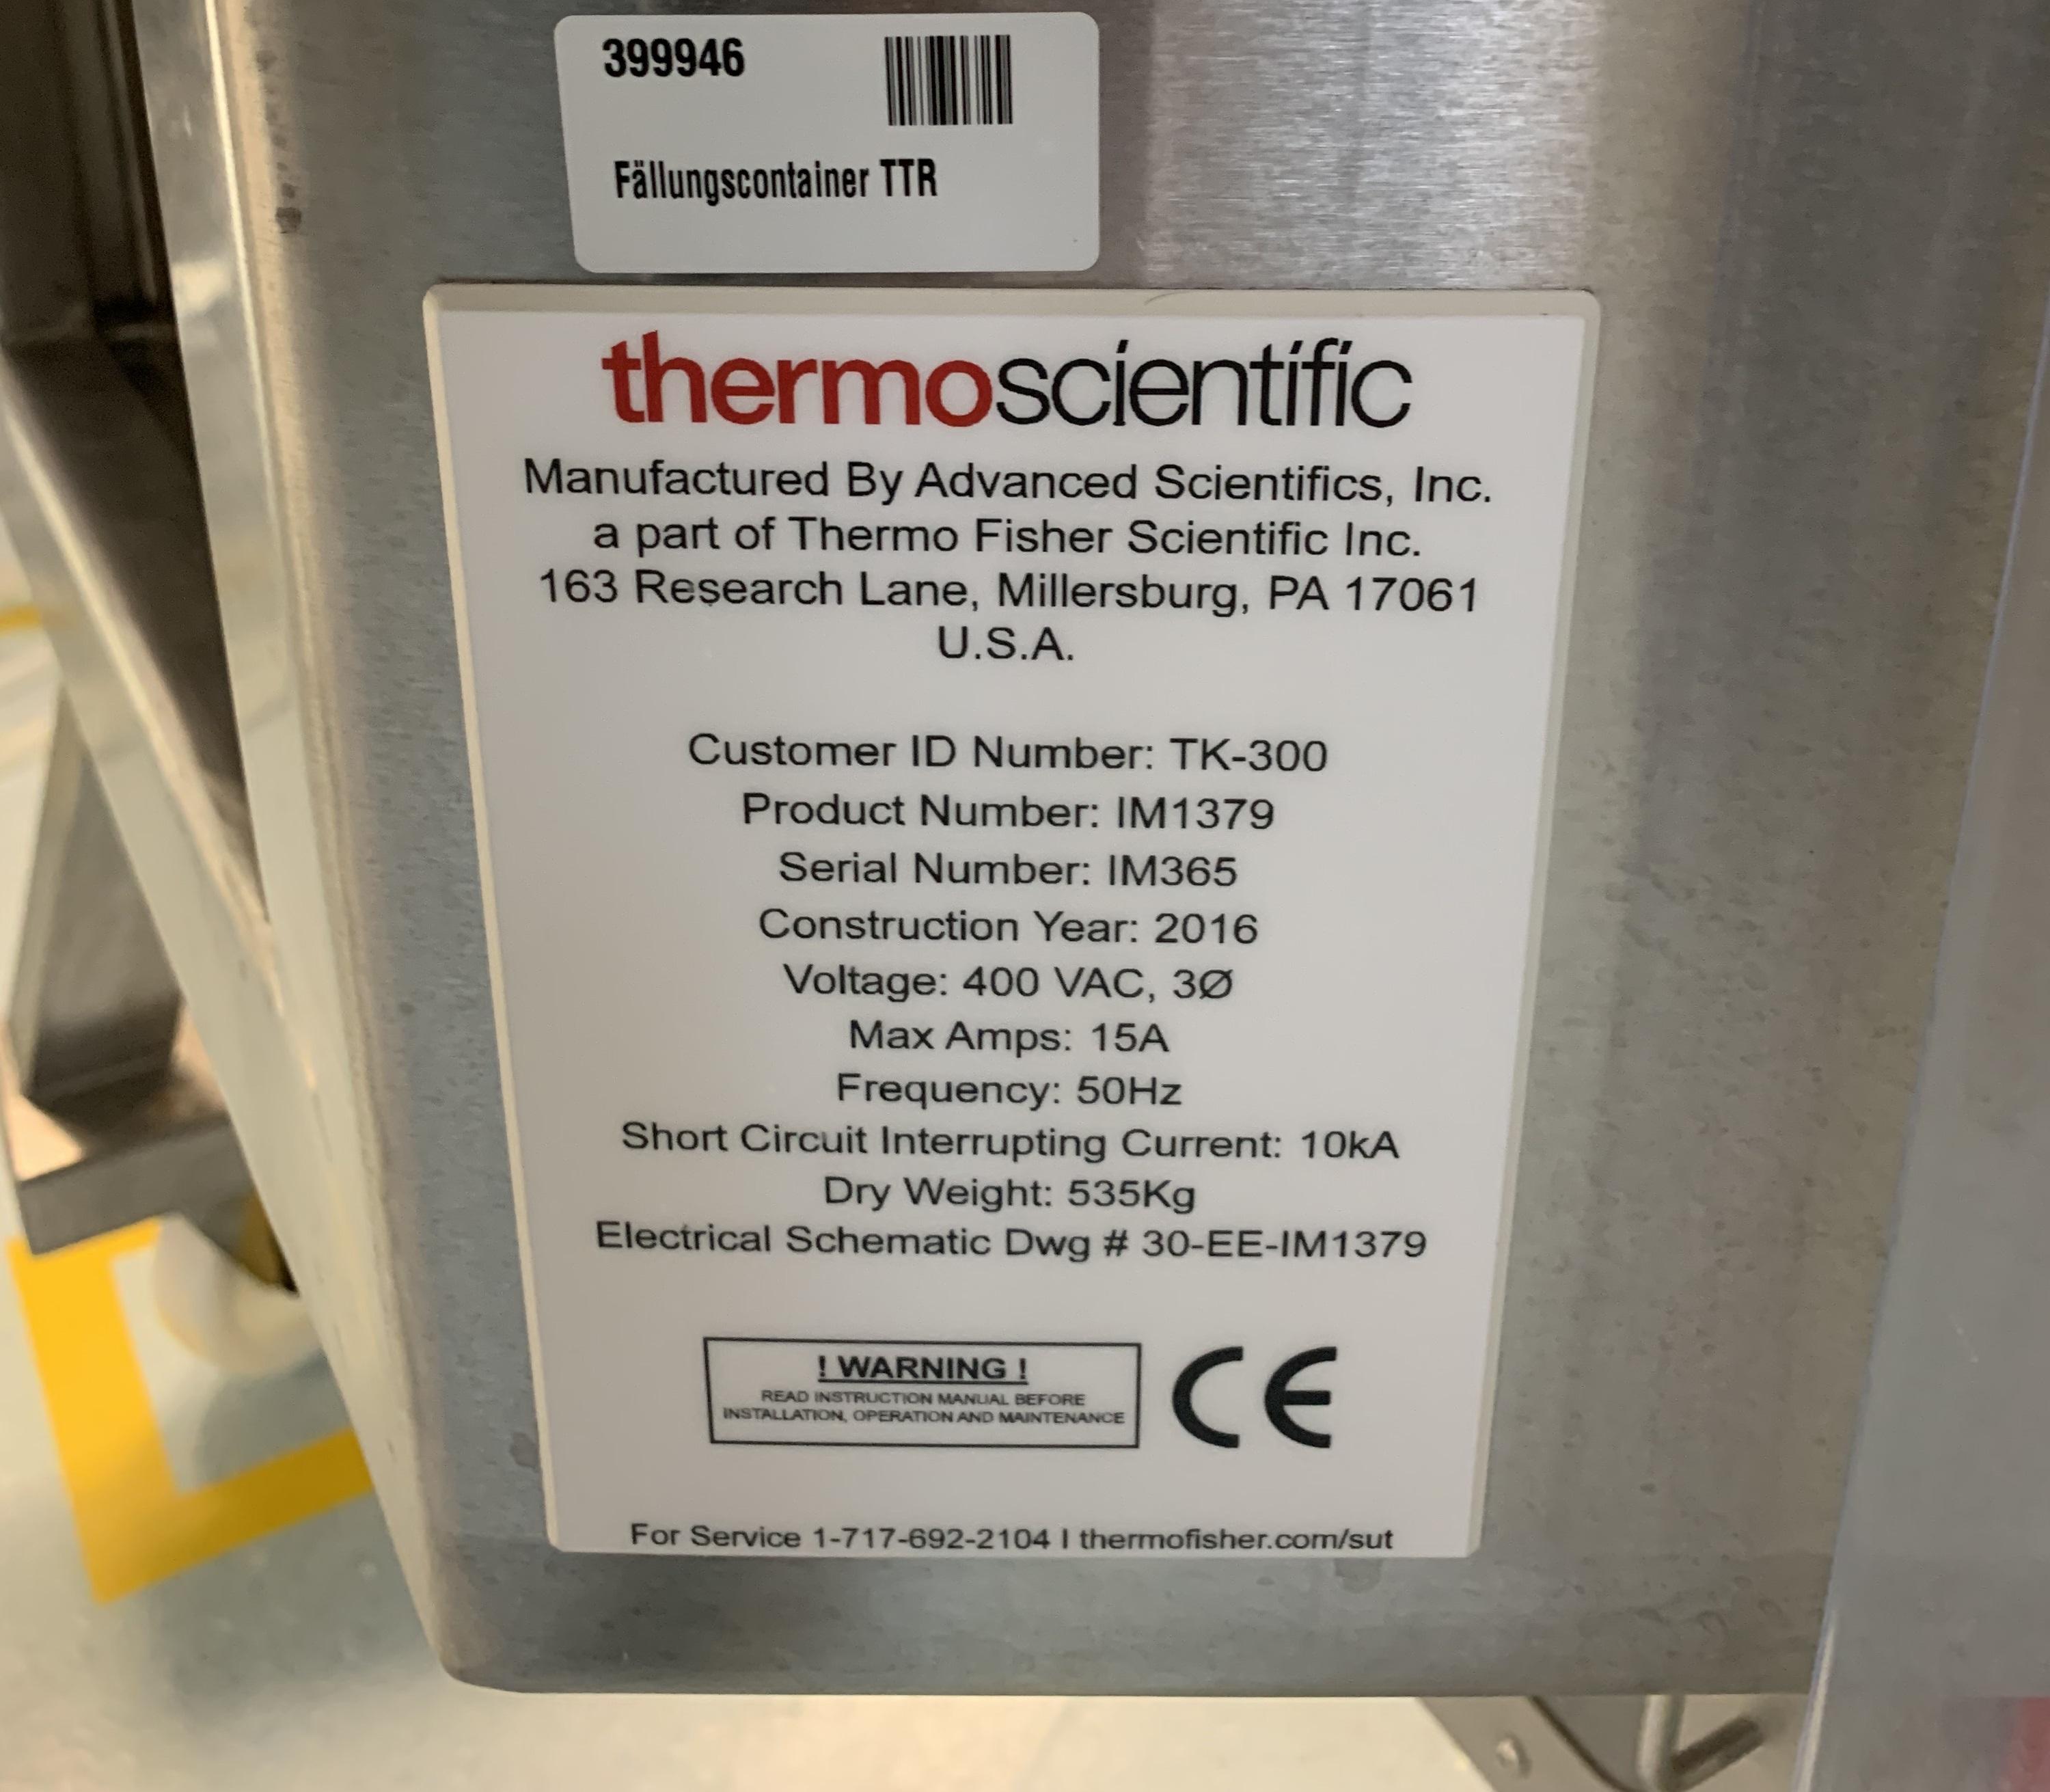 399946
Fällungscontainer TTR
thermoscientific
Manufactured By Advanced Scientifics, Inc.
a part of Thermo Fisher Scientific Inc.
163 Research Lane, Millersburg, PA 17061
U.S.A.
Customer ID Number: TK-300
Product Number: IM1379
Serial Number: IM365
Construction Year: 2016
Voltage: 400 VAC, 3Ø
Max Amps: 15A
Frequency: 50Hz
Short Circuit Interrupting Current: 10kA
Dry Weight: 535Kg
Electrical Schematic Dwg # 30-EE-IM1379
! WARNING !
READ INSTRUCTION MANUAL BEFORE
INSTALLATION, OPERATION AND MAINTENANCE
CE
For Service 1-717-692-2104 I thermofisher.com/sut